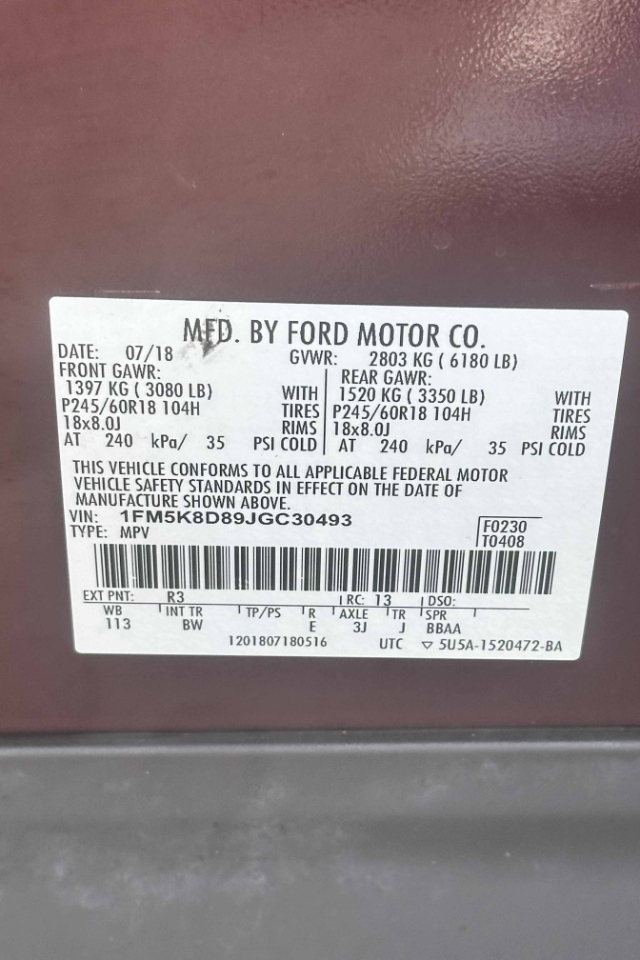 MFD. BY FORD MOTOR CO.
DATE: 07/18 GVWR: 2803 KG ( 6180 LB)
FRONT GAWR: REAR GAWR:
1397 KG ( 3080 LB) WITH 1520 KG ( 3350 LB) WITH
P245/60R18 104H TIRES P245/60R18 104H TIRES
18x8.0J RIMS 18x8.0J RIMS
AT 240 kPa/ 35 PSI COLD AT 240 kPa/ 35 PSI COLD
THIS VEHICLE CONFORMS TO ALL APPLICABLE FEDERAL MOTOR
VEHICLE SAFETY STANDARDS IN EFFECT ON THE DATE OF
MANUFACTURE SHOWN ABOVE.
VIN: 1FM5K8D89JGC30493 F0230
TYPE: MPV T0408
EXT PNT: R3 RC: 13 DSO:
WB INT TR TP/PS R AXLE TR SPR
113 BW E 3J J BBAA
1201807180516 UTC ▽ 5U5A-1520472-BA